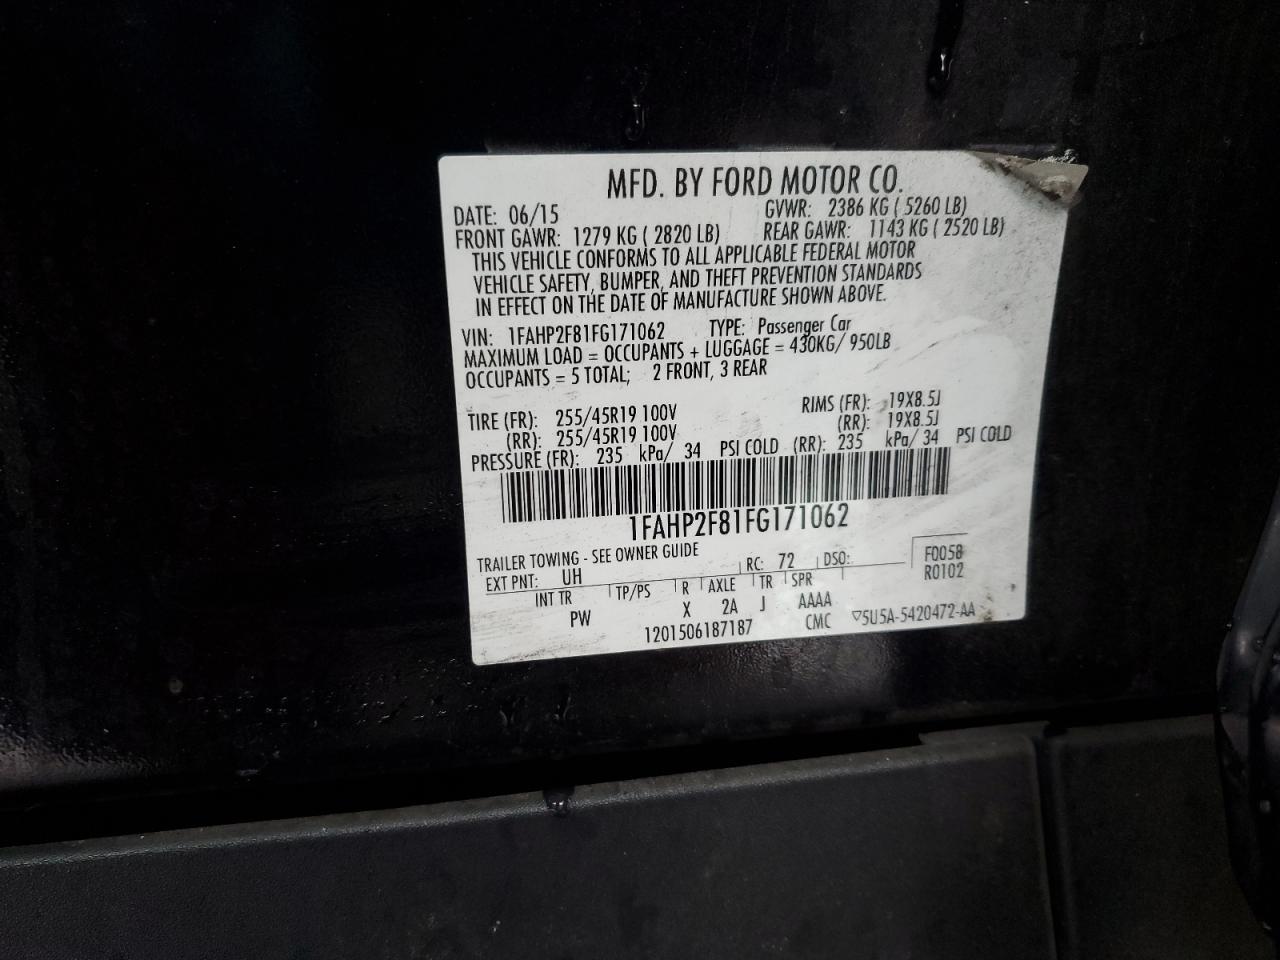 MFD. BY FORD MOTOR CO.
DATE: 06/15 GVWR: 2386 KG ( 5260 LB)
FRONT GAWR: 1279 KG ( 2820 LB) REAR GAWR: 1143 KG ( 2520 LB)
THIS VEHICLE CONFORMS TO ALL APPLICABLE FEDERAL MOTOR
VEHICLE SAFETY, BUMPER, AND THEFT PREVENTION STANDARDS
IN EFFECT ON THE DATE OF MANUFACTURE SHOWN ABOVE.
VIN: 1FAHP2F81FG171062 TYPE: Passenger Car
MAXIMUM LOAD = OCCUPANTS + LUGGAGE = 430KG/ 950LB
OCCUPANTS = 5 TOTAL; 2 FRONT, 3 REAR
TIRE (FR): 255/45R19 100V RIMS (FR): 19X8.5J
(RR): 255/45R19 100V (RR): 19X8.5J
PRESSURE (FR): 235 kPa/ 34 PSI COLD (RR): 235 kPa/ 34 PSI COLD
1FAHP2F81FG171062
TRAILER TOWING - SEE OWNER GUIDE
EXT PNT: UH RC: 72 DSO: F0058
R0102
INT TR TP/PS R AXLE TR SPR
PW X 2A J AAAA
1201506187187 CMC ▽5U5A-5420472-AA